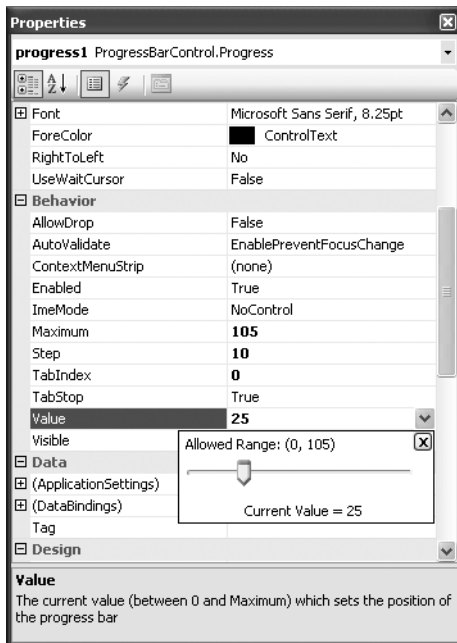 Properties
progress1 ProgressBarControl.Progress
Font Microsoft Sans Serif, 8.25pt
ForeColor ControlText
RightToLeft No
UseWaitCursor False
Behavior
AllowDrop False
AutoValidate EnablePreventFocusChange
ContextMenuStrip (none)
Enabled True
ImeMode NoControl
Maximum 105
Step 10
TabIndex 0
TabStop True
Value 25
Visible
Allowed Range: (0, 105)
Data
(ApplicationSettings)
(DataBindings)
Current Value = 25
Tag
Design
Value
The current value (between 0 and Maximum) which sets the position of
the progress bar